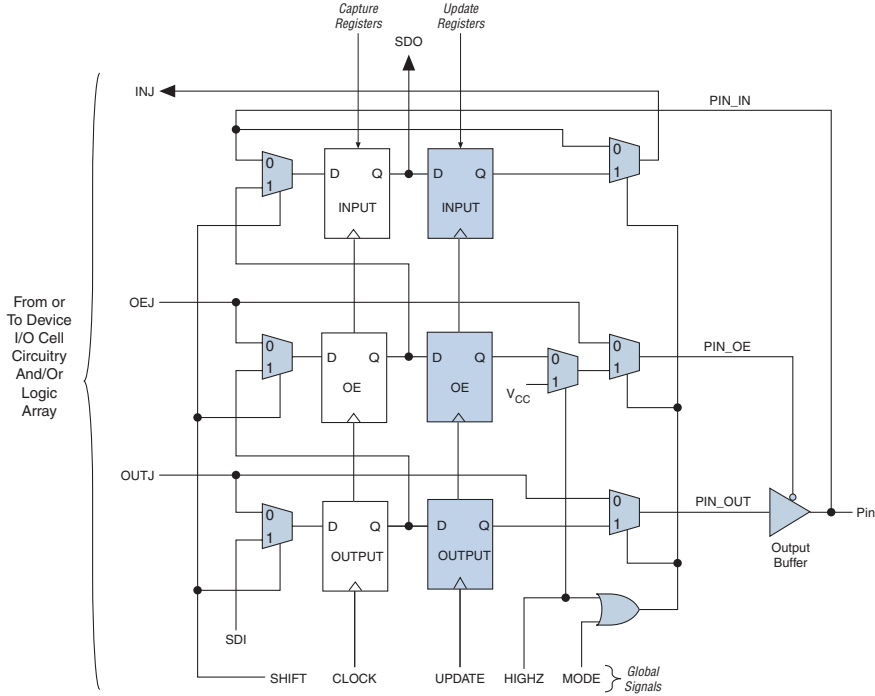 Capture
Registers
Update
Registers
SDO
INJ
PIN_IN
0
1
D Q
INPUT
D Q
INPUT
0
1
From or
To Device
I/O Cell
Circuitry
And/Or
Logic
Array
OEJ
0
1
D Q
OE
D Q
OE
0
1
VCC
0
1
PIN_OE
OUTJ
0
1
D Q
OUTPUT
D Q
OUTPUT
0
1
PIN_OUT
Pin
Output
Buffer
SDI
SHIFT
CLOCK
UPDATE
HIGHZ
MODE
Global
Signals